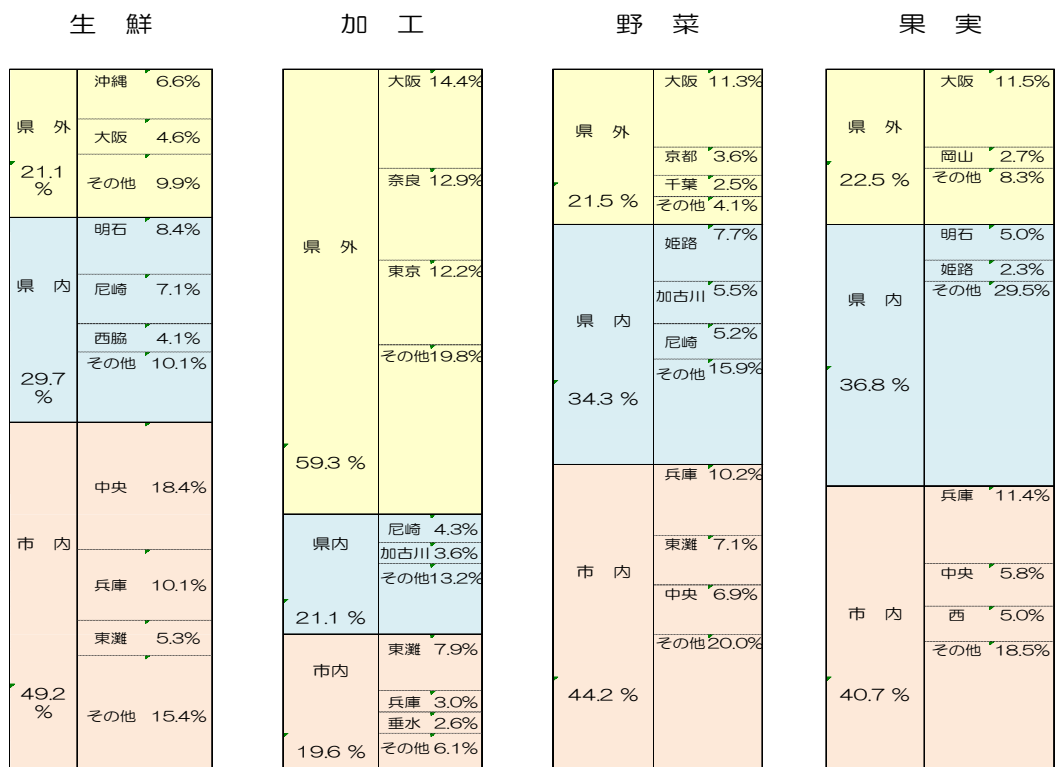 生 鮮
県 外
21.1
%
沖縄 6.6%
大阪 4.6%
その他 9.9%
県 内
29.7
%
明石 8.4%
尼崎 7.1%
西脇 4.1%
その他 10.1%
市 内
49.2
%
中央 18.4%
兵庫 10.1%
東灘 5.3%
その他 15.4%
加 工
県 外
59.3 %
大阪 14.4%
奈良 12.9%
東京 12.2%
その他 19.8%
県内
21.1 %
尼崎 4.3%
加古川 3.6%
その他 13.2%
市内
19.6 %
東灘 7.9%
兵庫 3.0%
垂水 2.6%
その他 6.1%
野 菜
県 外
21.5 %
大阪 11.3%
京都 3.6%
千葉 2.5%
その他 4.1%
県 内
34.3 %
姫路 7.7%
加古川 5.5%
尼崎 5.2%
その他 15.9%
市 内
44.2 %
兵庫 10.2%
東灘 7.1%
中央 6.9%
その他 20.0%
果 実
県 外
22.5 %
大阪 11.5%
岡山 2.7%
その他 8.3%
県 内
36.8 %
明石 5.0%
姫路 2.3%
その他 29.5%
市 内
40.7 %
兵庫 11.4%
中央 5.8%
西 5.0%
その他 18.5%